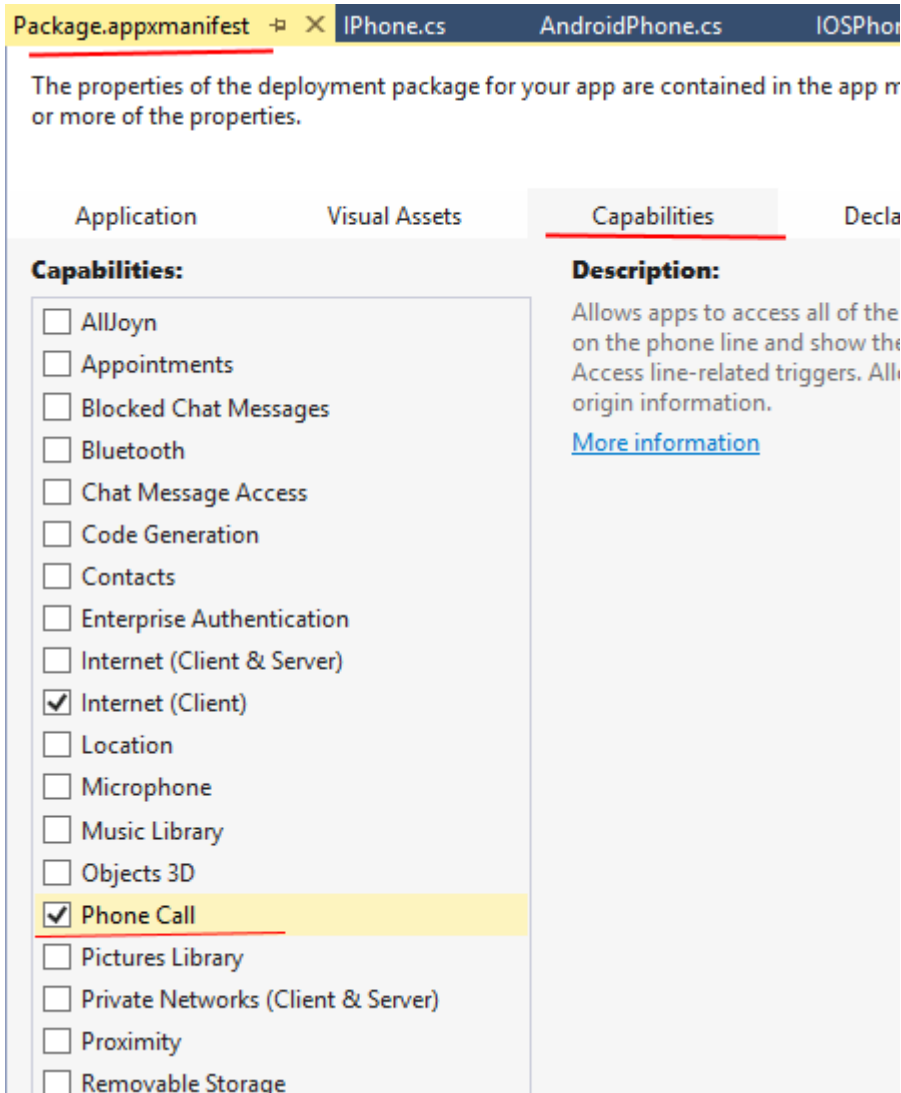 Package.appxmanifest IPhone.cs AndroidPhone.cs
The properties of the deployment package for your app are contained in the app
or more of the properties.
Application Visual Assets Capabilities
Capabilities:
Description:
AllJoyn
Appointments
Blocked Chat Messages
Bluetooth
Chat Message Access
Code Generation
Contacts
Enterprise Authentication
Internet (Client & Server)
Internet (Client)
Location
Microphone
Music Library
Objects 3D
Phone Call
Pictures Library
Private Networks (Client & Server)
Proximity
Removable Storage
Allows apps to access all of the
on the phone line and show the
Access line-related triggers.
origin information.
More information